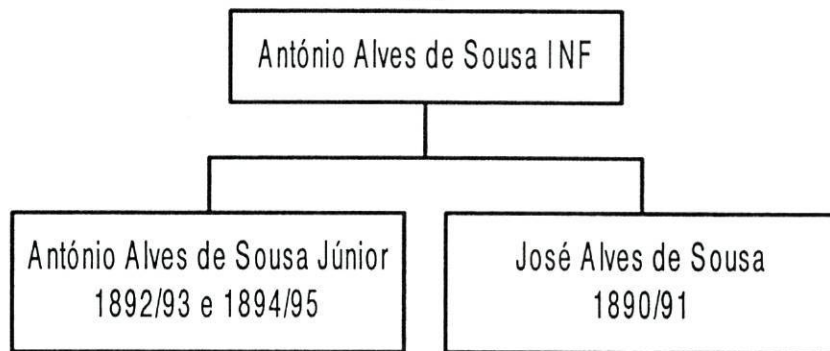 António Alves de Sousa INF
António Alves de Sousa Júnior
1892/93 e 1894/95
José Alves de Sousa
1890/91